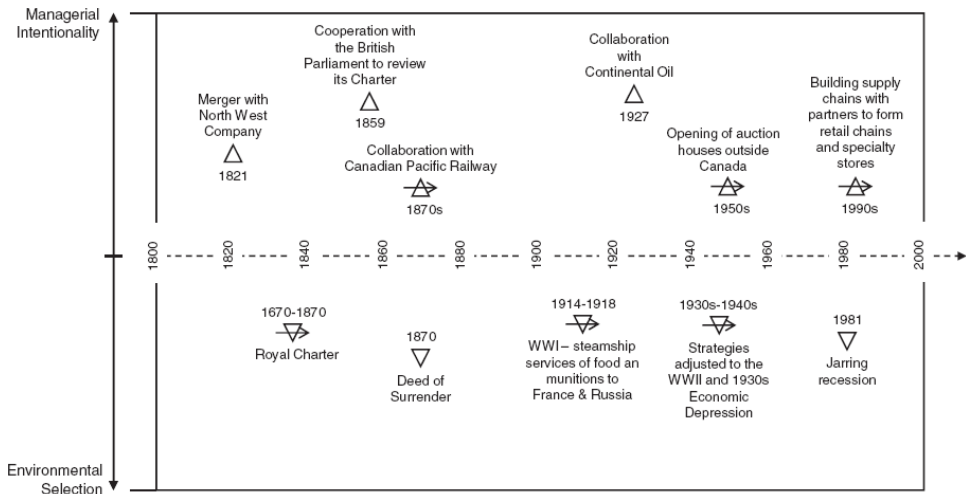 Managerial
Intentionality
Cooperation with
the British
Parliament to review
its Charter
1859
Merger with
North West
Company
1821
Collaboration with
Canadian Pacific Railway
1870s
Collaboration
with
Continental Oil
1927
Opening of auction
houses outside
Canada
1950s
Building supply
chains with
partners to form
retail chains
and specialty
stores
1990s
1800
1820
1840
1860
1880
1900
1920
1940
1960
1980
2000
1670-1870
Royal Charter
1870
Deed of
Surrender
1914-1918
WWI – steamship
services of food an
munitions to
France & Russia
1930s-1940s
Strategies
adjusted to the
WWII and 1930s
Economic
Depression
1981
Jarring
recession
Environmental
Selection